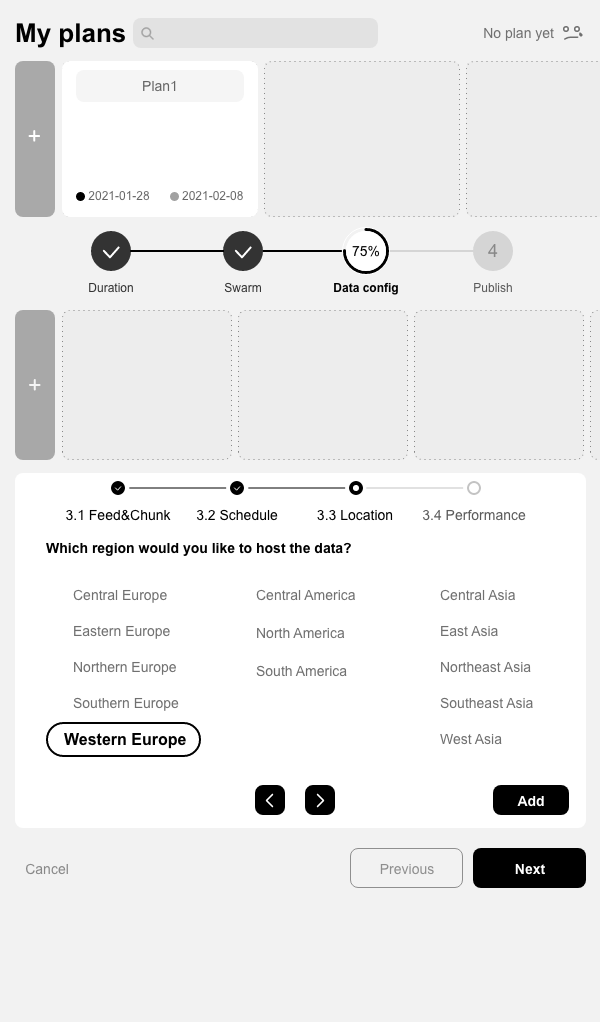 My plans
No plan yet
+
Plan1
2021-01-28 2021-02-08
75% 4
Duration Swarm Data config Publish
+
3.1 Feed&Chunk 3.2 Schedule 3.3 Location 3.4 Performance
Which region would you like to host the data?
Central Europe Central America Central Asia
Eastern Europe North America East Asia
Northern Europe South America Northeast Asia
Southern Europe Southeast Asia
Western Europe West Asia
Add
Cancel Previous Next